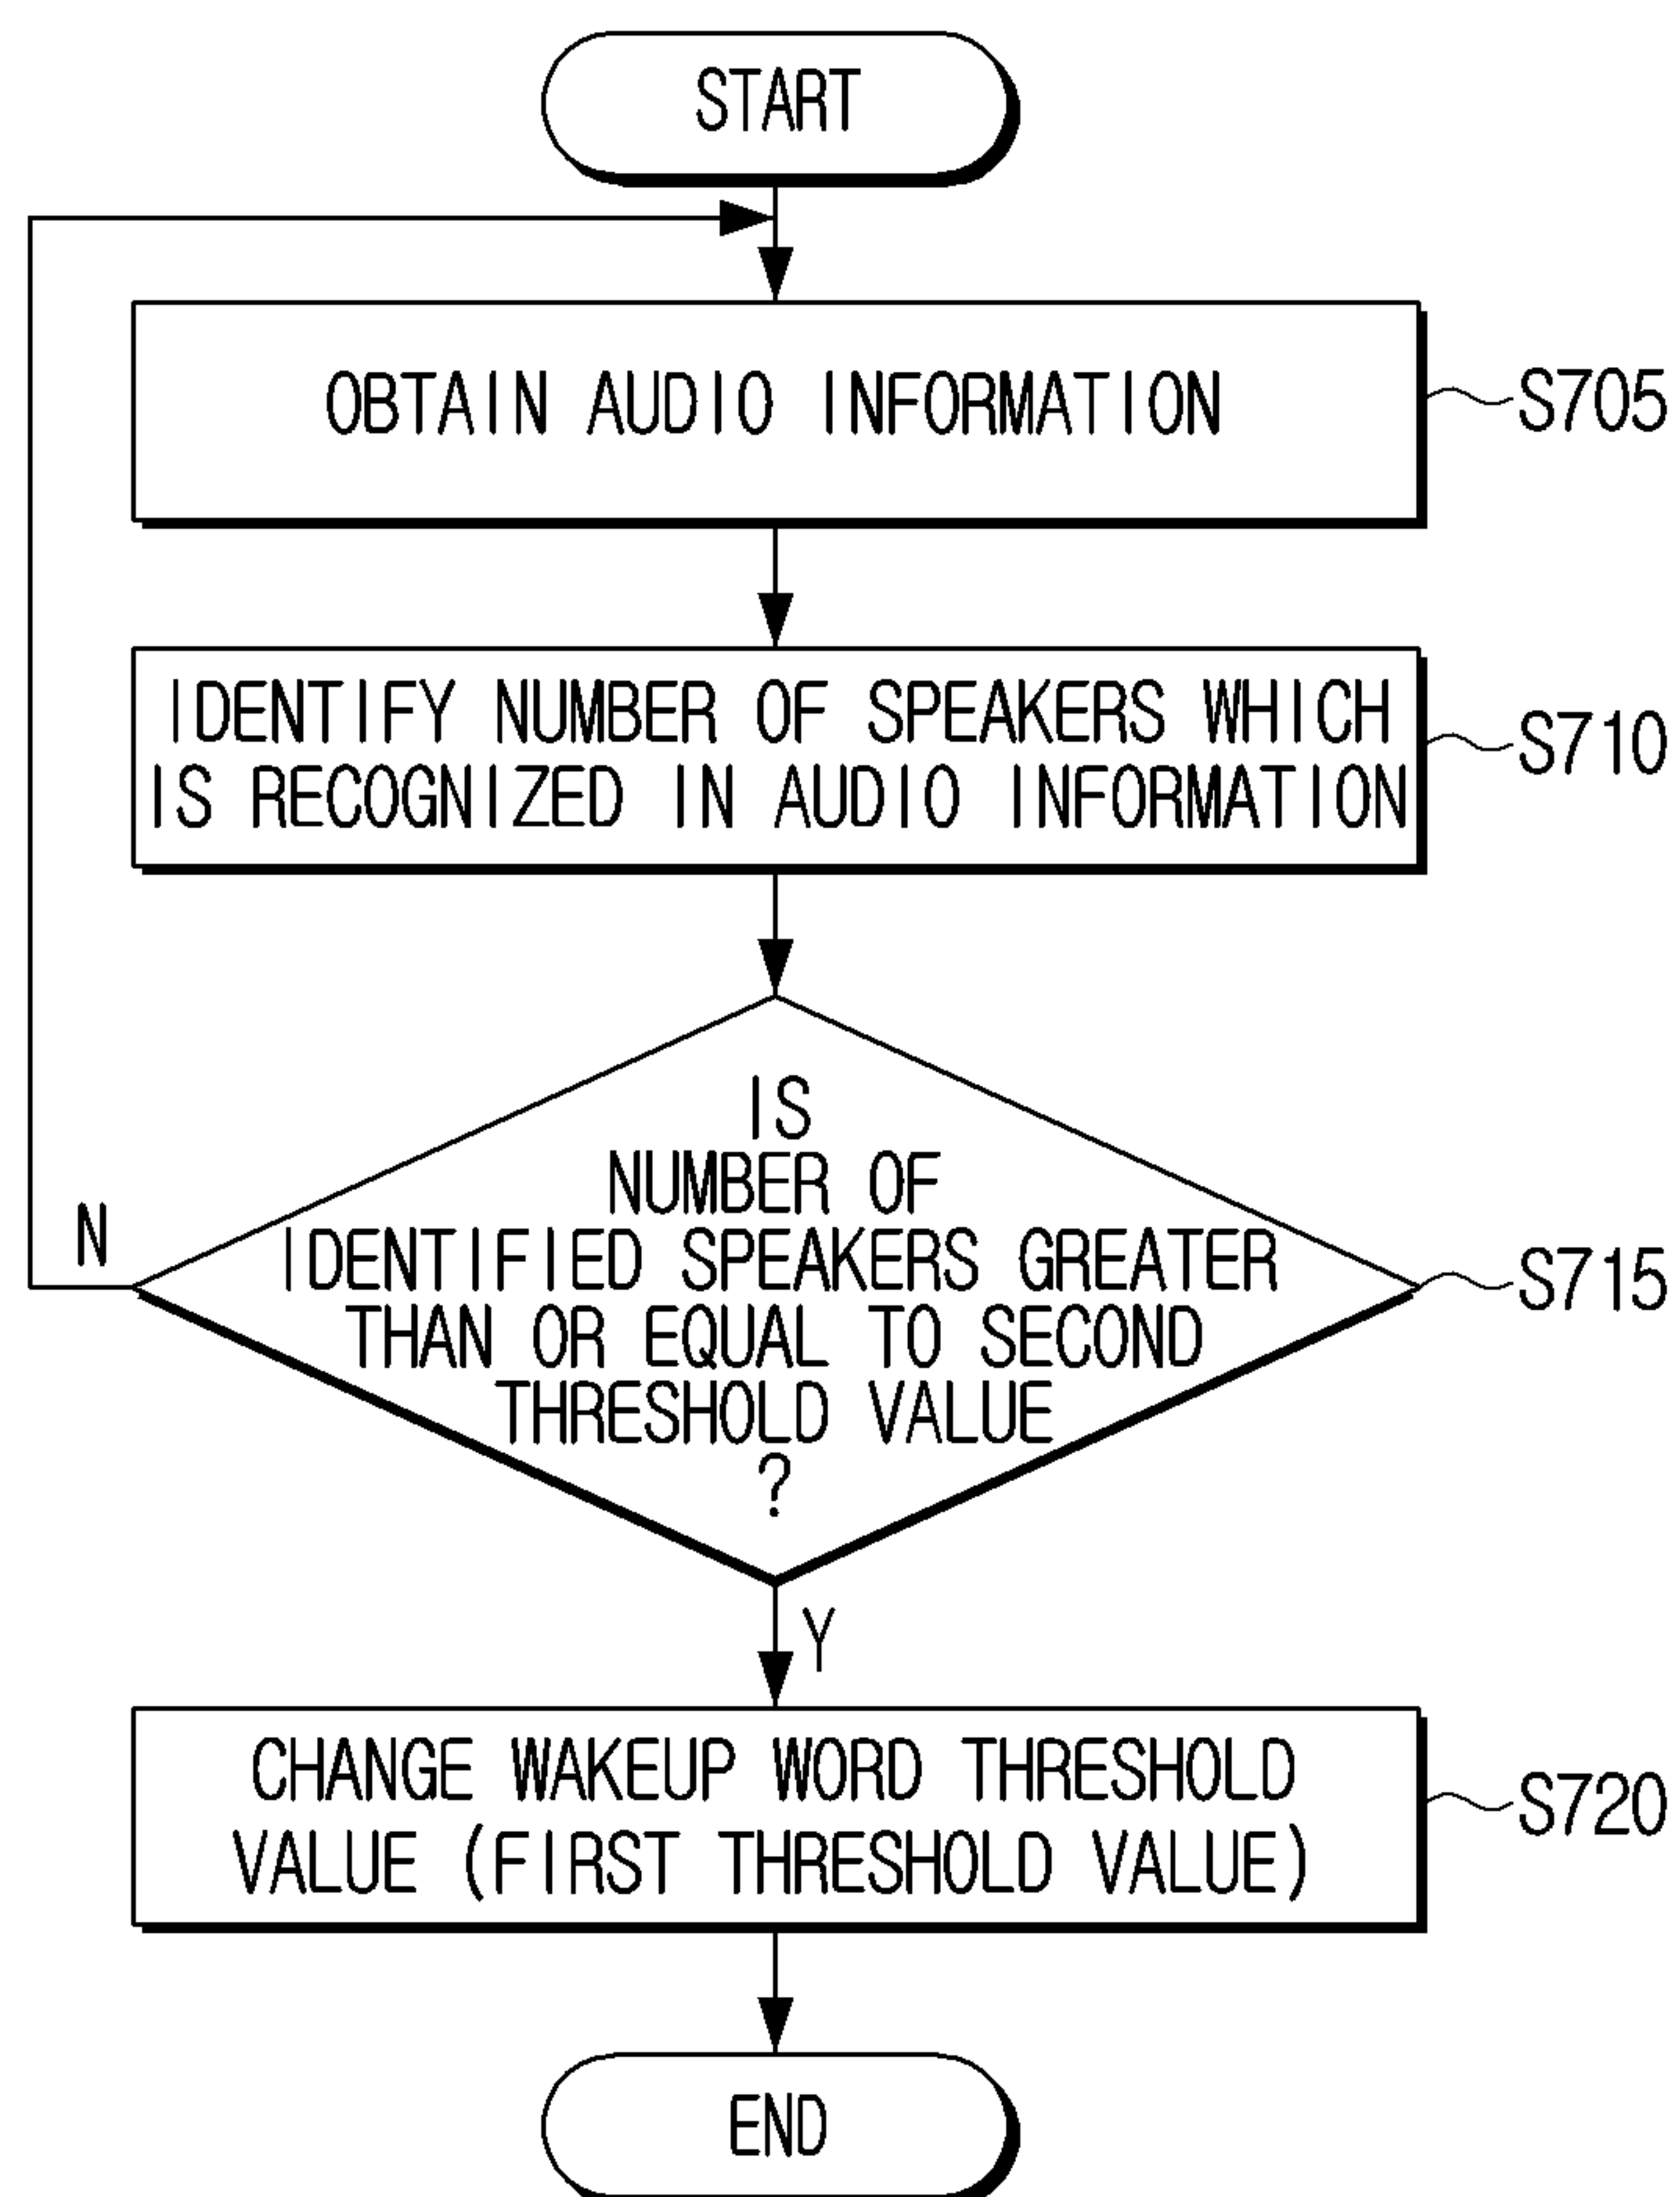 START
OBTAIN AUDIO INFORMATION
S705
IDENTIFY NUMBER OF SPEAKERS WHICH
IS RECOGNIZED IN AUDIO INFORMATION
S710
IS
NUMBER OF
IDENTIFIED SPEAKERS GREATER
THAN OR EQUAL TO SECOND
THRESHOLD VALUE
?
S715
N
Y
CHANGE WAKEUP WORD THRESHOLD
VALUE (FIRST THRESHOLD VALUE)
S720
END